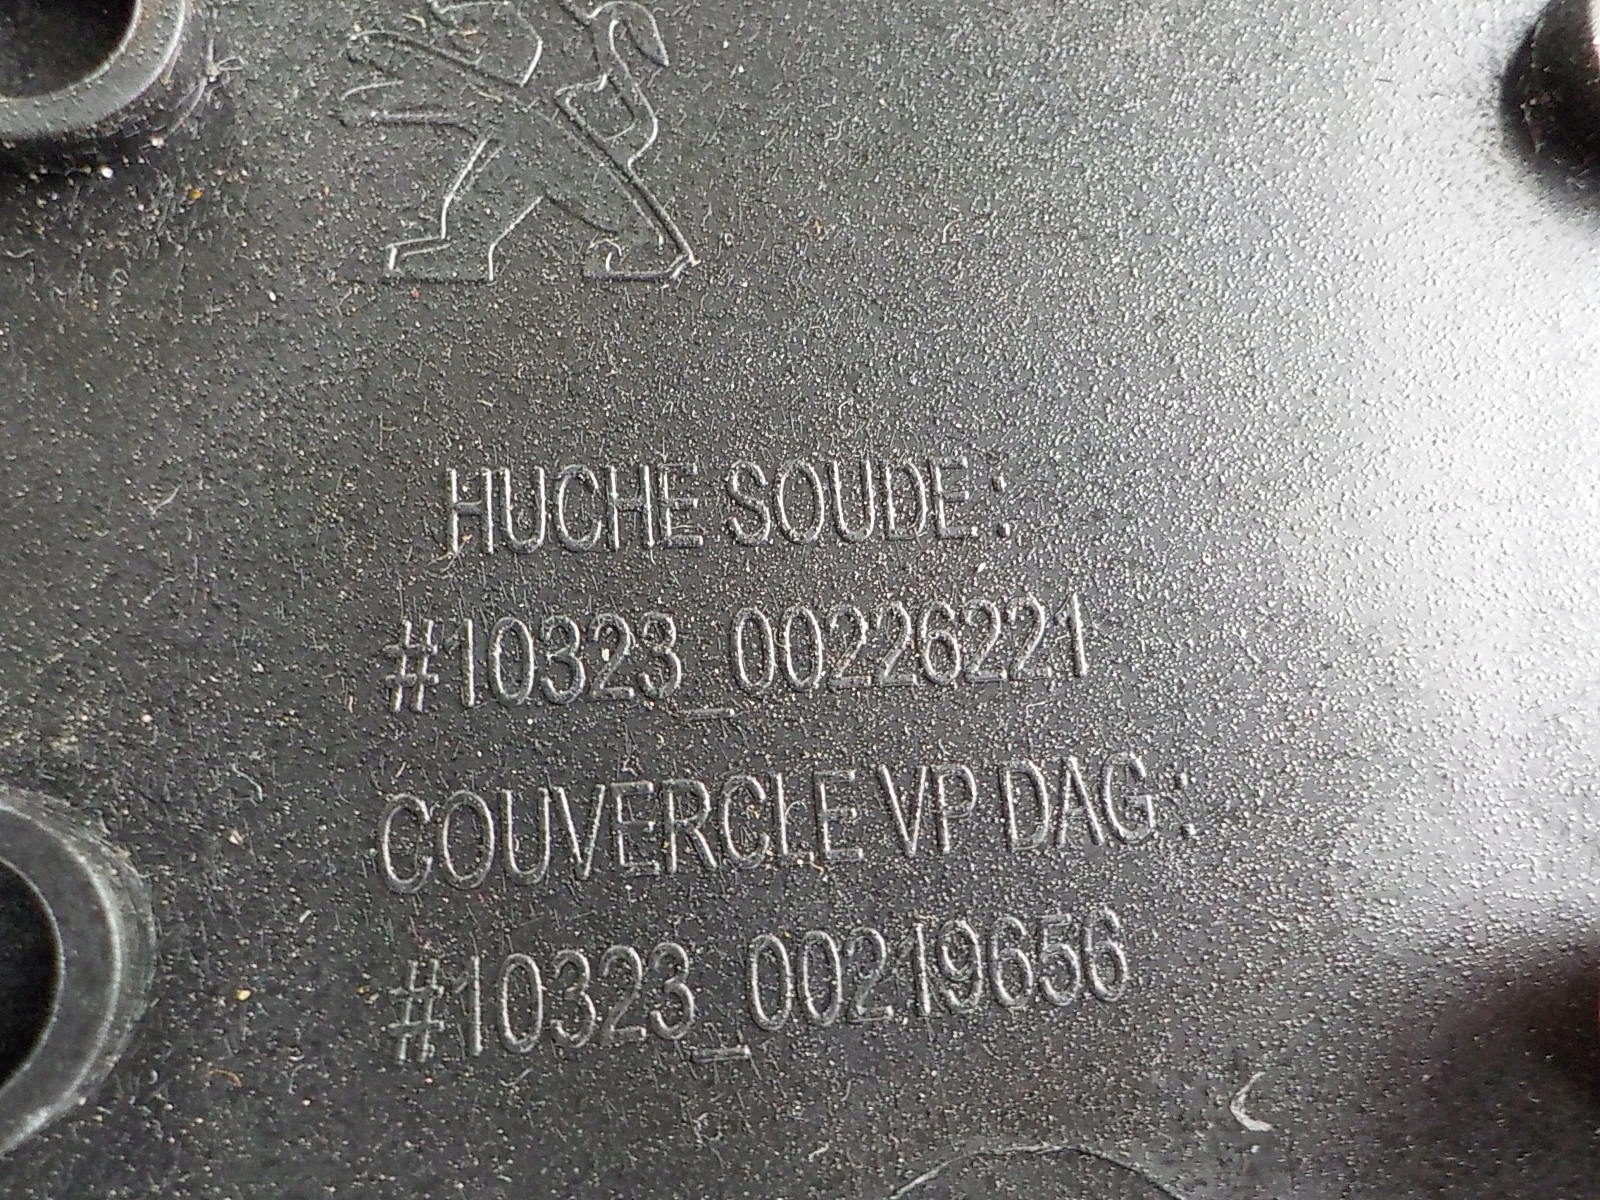 HUCHE SOUDE :
#10323_00226221
COUVERCLE VP DAG :
#10323_00219656